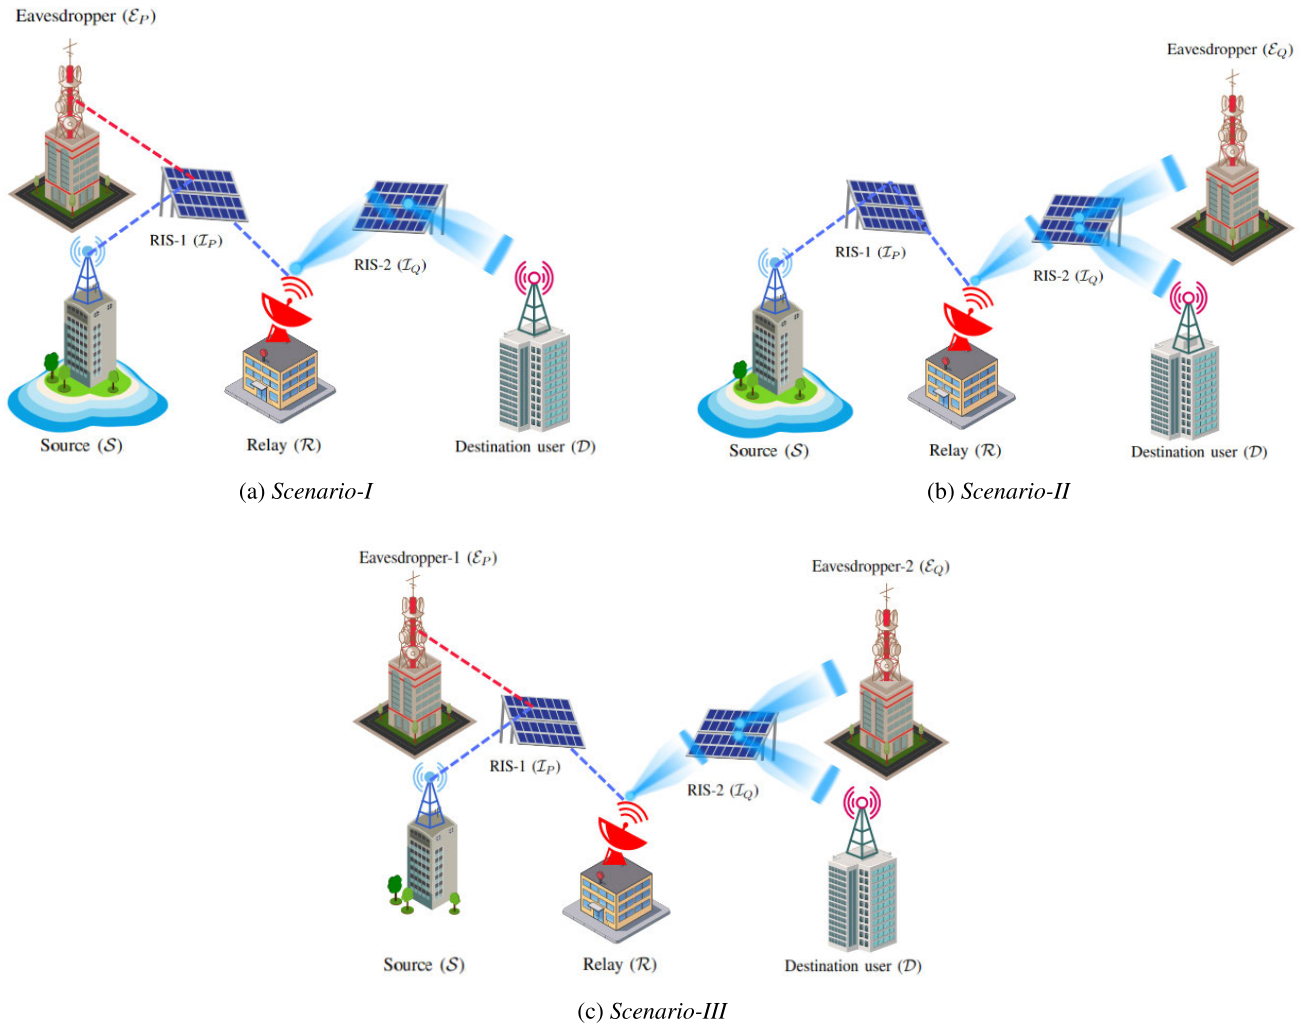 Eavesdropper (ℰ_P)
RIS-1 (ℐ_P)
RIS-2 (ℐ_Q)
Source (𝒮)
Relay (ℛ)
Destination user (𝒟)
(a) Scenario-I
Eavesdropper (ℰ_Q)
RIS-1 (ℐ_P)
RIS-2 (ℐ_Q)
Source (𝒮)
Relay (ℛ)
Destination user (𝒟)
(b) Scenario-II
Eavesdropper-1 (ℰ_P)
Eavesdropper-2 (ℰ_Q)
RIS-1 (ℐ_P)
RIS-2 (ℐ_Q)
Source (𝒮)
Relay (ℛ)
Destination user (𝒟)
(c) Scenario-III